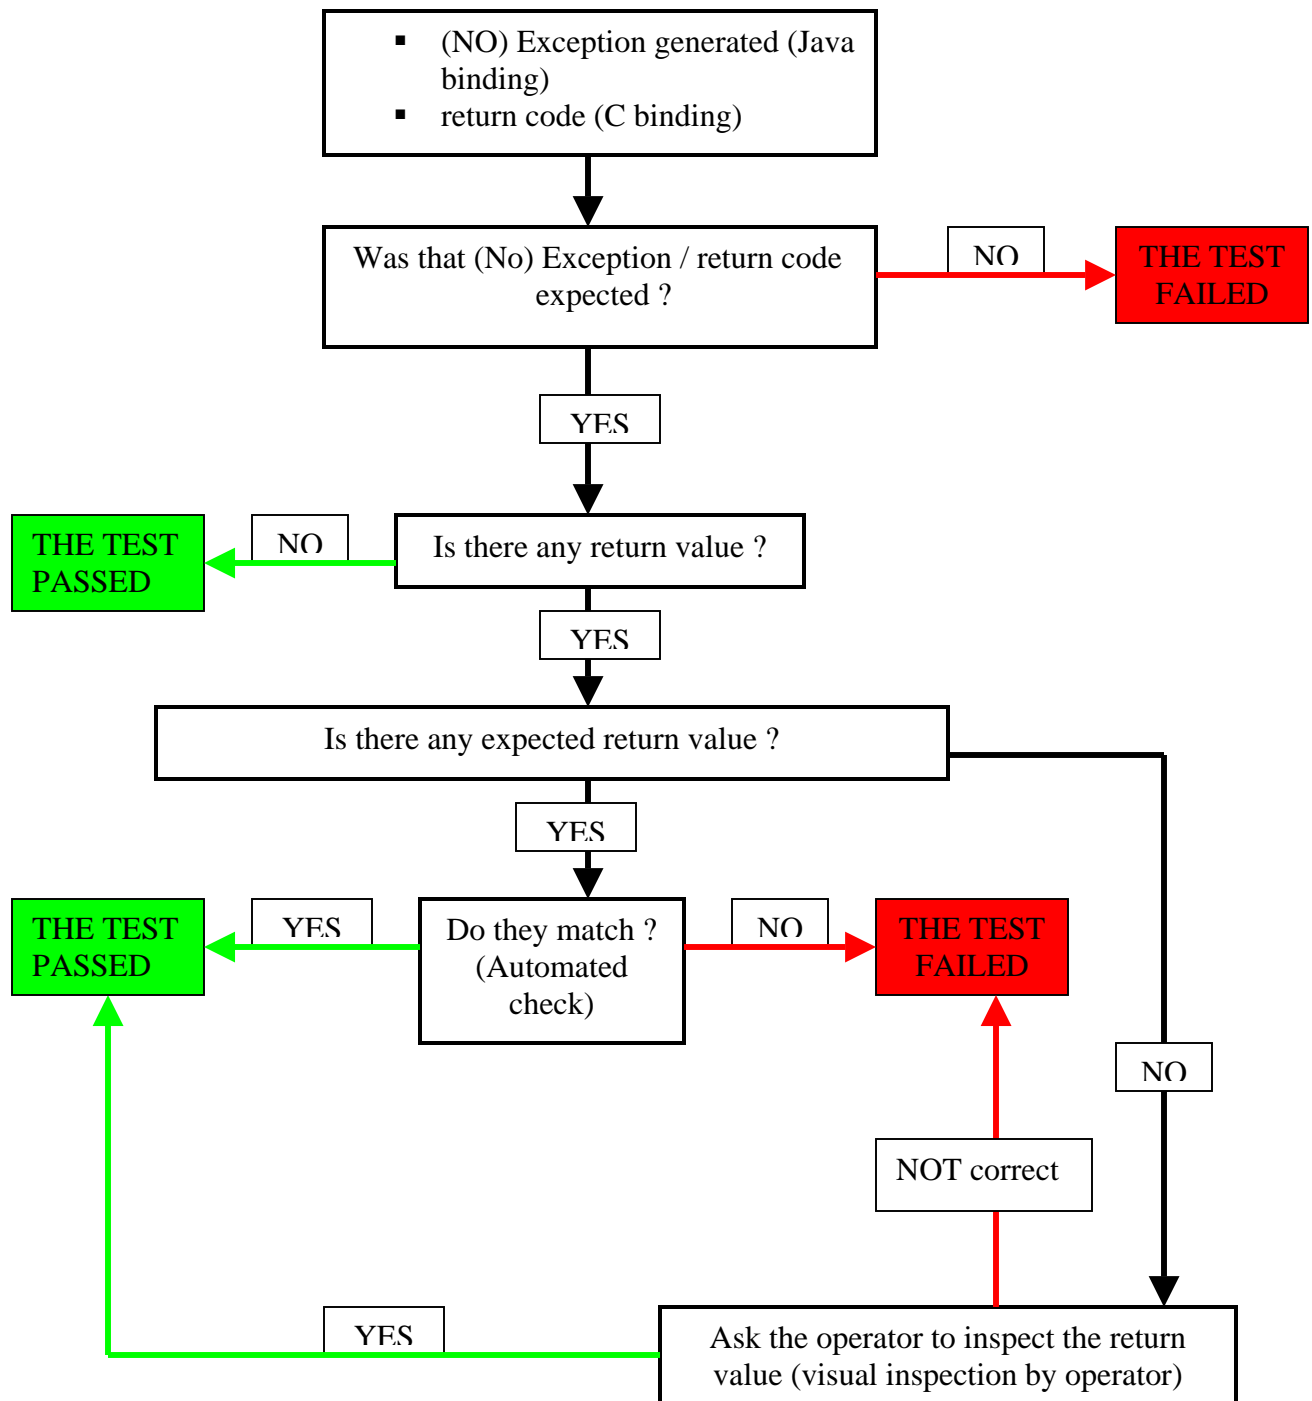 ▪ (NO) Exception generated (Java
binding)
▪ return code (C binding)
Was that (No) Exception / return code
expected ?
NO
THE TEST
FAILED
YES
THE TEST
PASSED
NO
Is there any return value ?
YES
Is there any expected return value ?
YES
THE TEST
PASSED
YES
Do they match ?
(Automated
check)
NO
THE TEST
FAILED
NO
NOT correct
YES
Ask the operator to inspect the return
value (visual inspection by operator)